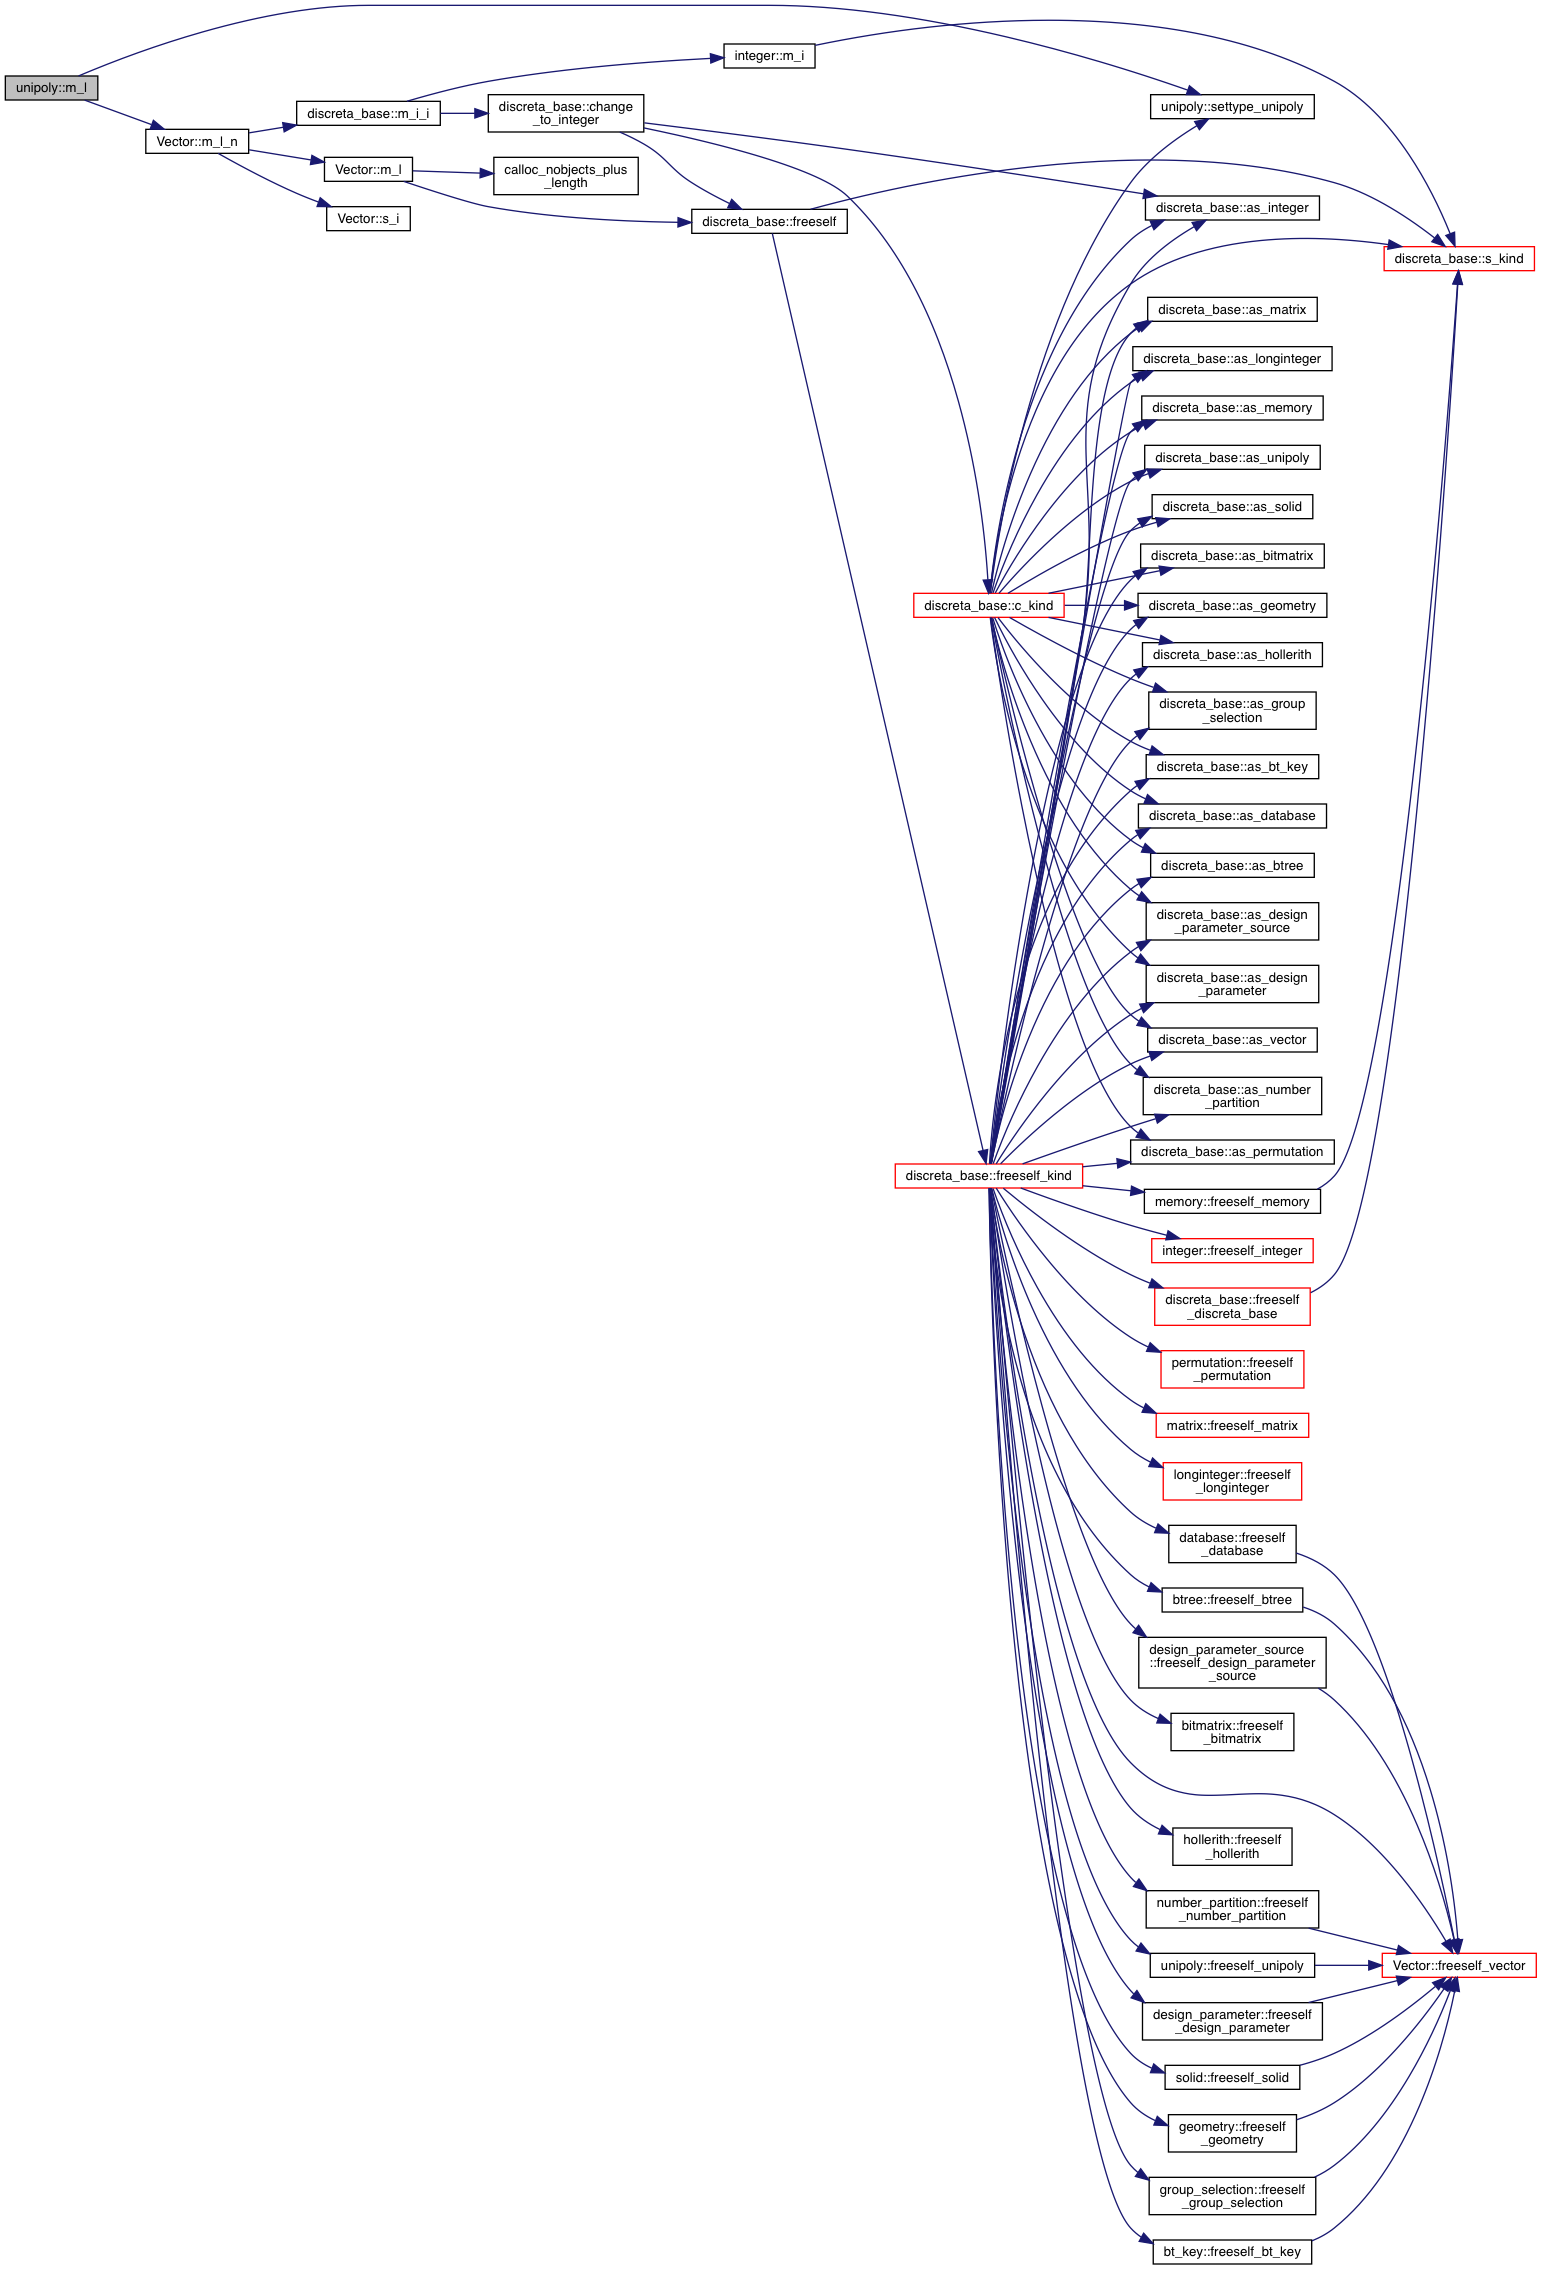 unipoly::m_l
Vector::m_l_n
discreta_base::m_i_i
Vector::m_l
Vector::s_i
discreta_base::change
_to_integer
calloc_nobjects_plus
_length
integer::m_i
discreta_base::freeself
discreta_base::c_kind
discreta_base::freeself_kind
unipoly::settype_unipoly
discreta_base::as_integer
discreta_base::s_kind
discreta_base::as_matrix
discreta_base::as_longinteger
discreta_base::as_memory
discreta_base::as_unipoly
discreta_base::as_solid
discreta_base::as_bitmatrix
discreta_base::as_geometry
discreta_base::as_hollerith
discreta_base::as_group
_selection
discreta_base::as_bt_key
discreta_base::as_database
discreta_base::as_btree
discreta_base::as_design
_parameter_source
discreta_base::as_design
_parameter
discreta_base::as_vector
discreta_base::as_number
_partition
discreta_base::as_permutation
memory::freeself_memory
integer::freeself_integer
discreta_base::freeself
_discreta_base
permutation::freeself
_permutation
matrix::freeself_matrix
longinteger::freeself
_longinteger
database::freeself
_database
btree::freeself_btree
design_parameter_source
::freeself_design_parameter
_source
bitmatrix::freeself
_bitmatrix
hollerith::freeself
_hollerith
number_partition::freeself
_number_partition
unipoly::freeself_unipoly
Vector::freeself_vector
design_parameter::freeself
_design_parameter
solid::freeself_solid
geometry::freeself
_geometry
group_selection::freeself
_group_selection
bt_key::freeself_bt_key